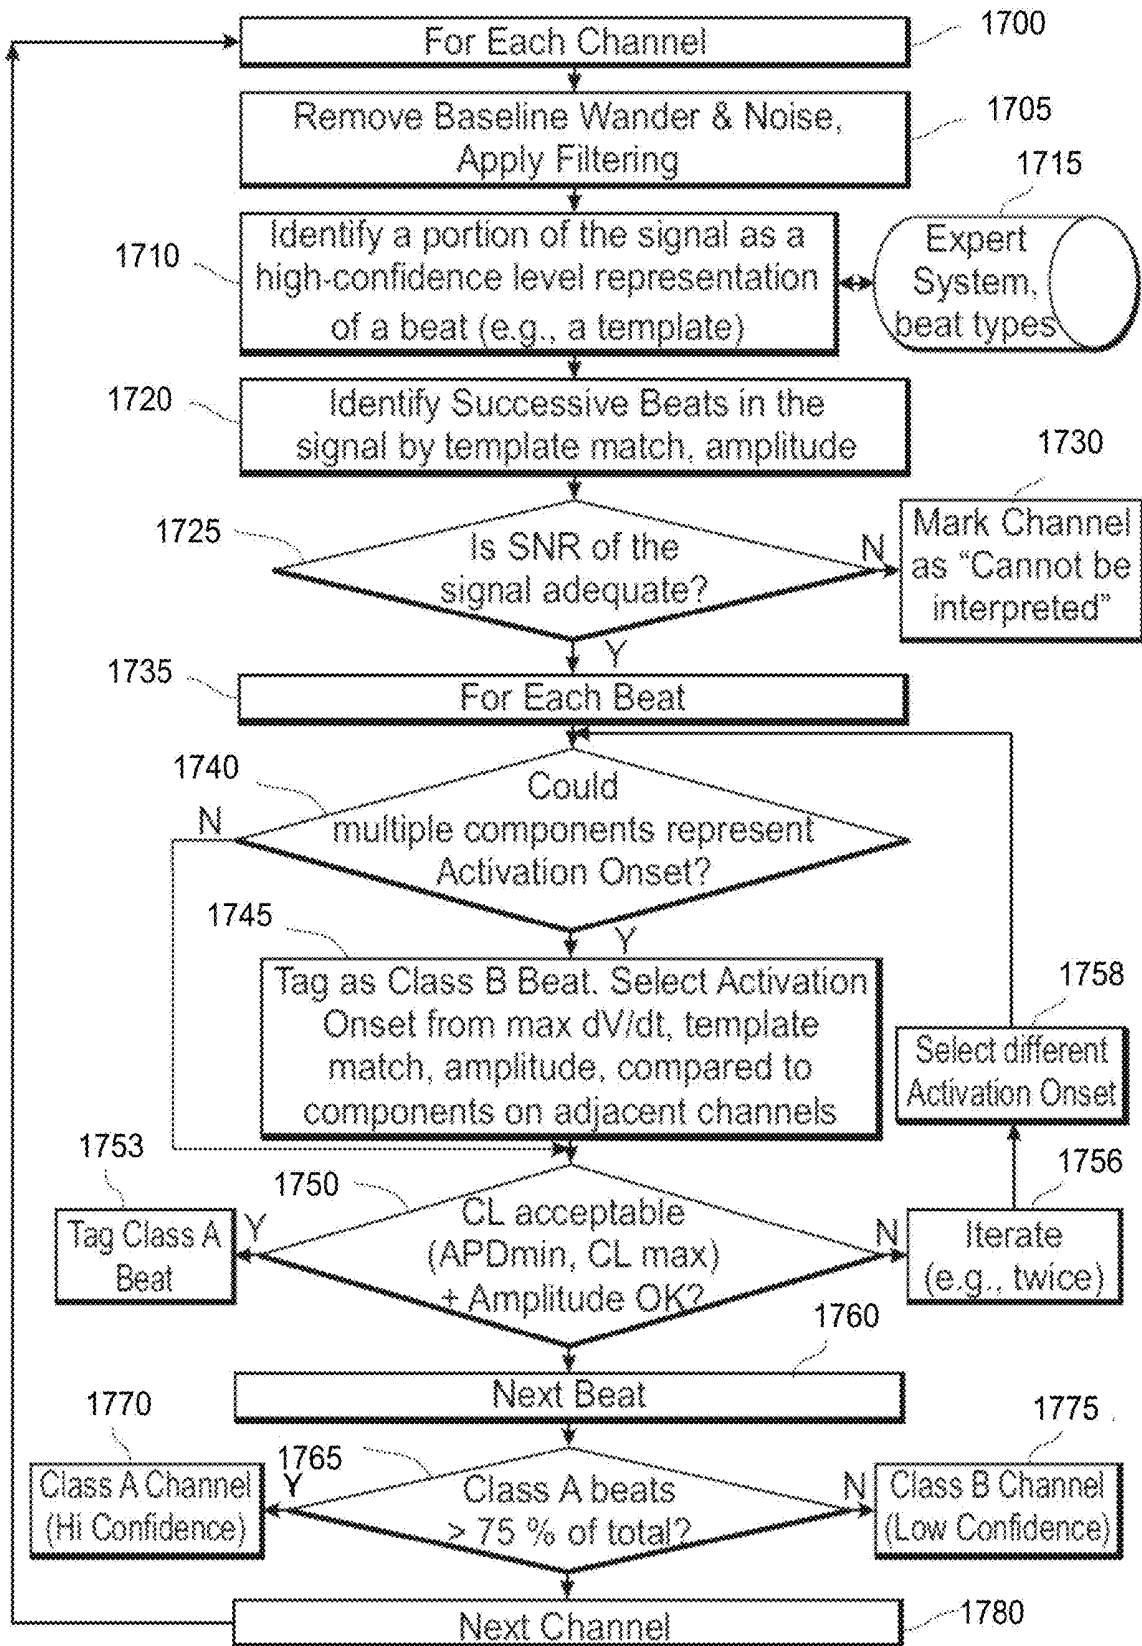 For Each Channel
1700
Remove Baseline Wander & Noise,
Apply Filtering
1705
1710
Identify a portion of the signal as a
high-confidence level representation
of a beat (e.g., a template)
1715
Expert
System,
beat types
1720
Identify Successive Beats in the
signal by template match, amplitude
1725
Is SNR of the
signal adequate?
N
Y
1730
Mark Channel
as “Cannot be
interpreted”
1735
For Each Beat
1740
Could
multiple components represent
Activation Onset?
N
Y
1745
Tag as Class B Beat. Select Activation
Onset from max dV/dt, template
match, amplitude, compared to
components on adjacent channels
1758
Select different
Activation Onset
1753
Tag Class A
Beat
1750
CL acceptable
(APDmin, CL max)
+ Amplitude OK?
Y
N
1756
Iterate
(e.g., twice)
1760
Next Beat
1770
Class A Channel
(Hi Confidence)
1765
Y
Class A beats
> 75 % of total?
N
1775
Class B Channel
(Low Confidence)
Next Channel
1780